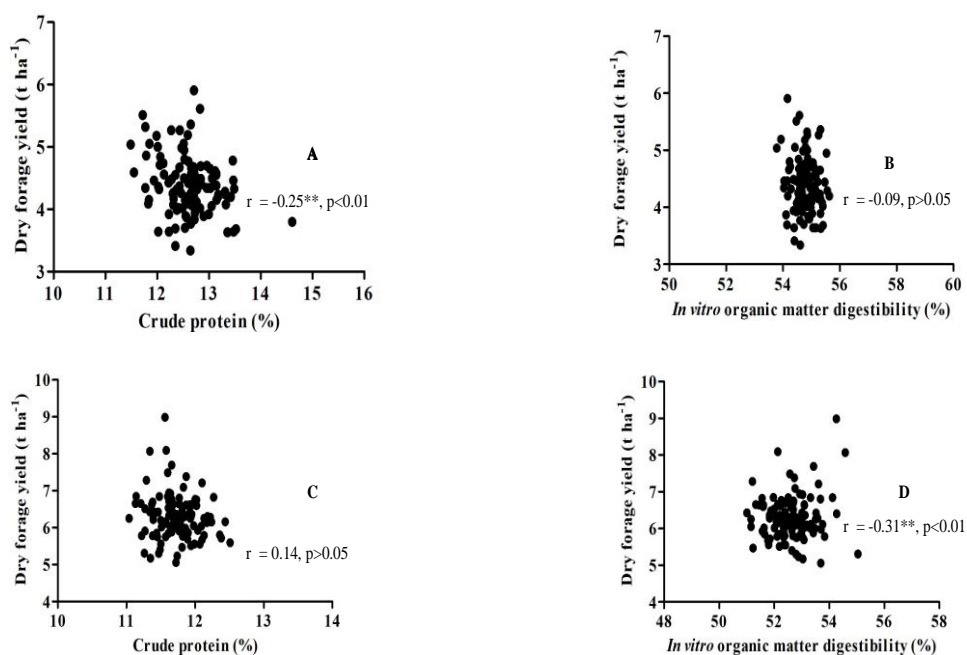 7
6
5
4
3
Dry forage yield (t ha⁻¹)
A
r = -0.25**, p<0.01
10 11 12 13 14 15 16
Crude protein (%)
7
6
5
4
3
Dry forage yield (t ha⁻¹)
B
r = -0.09, p>0.05
50 52 54 56 58 60
In vitro organic matter digestibility (%)
10
9
8
7
6
5
4
Dry forage yield (t ha⁻¹)
C
r = 0.14, p>0.05
10 11 12 13 14
Crude protein (%)
10
9
8
7
6
5
4
Dry forage yield (t ha⁻¹)
D
r = -0.31**, p<0.01
48 50 52 54 56 58
In vitro organic matter digestibility (%)